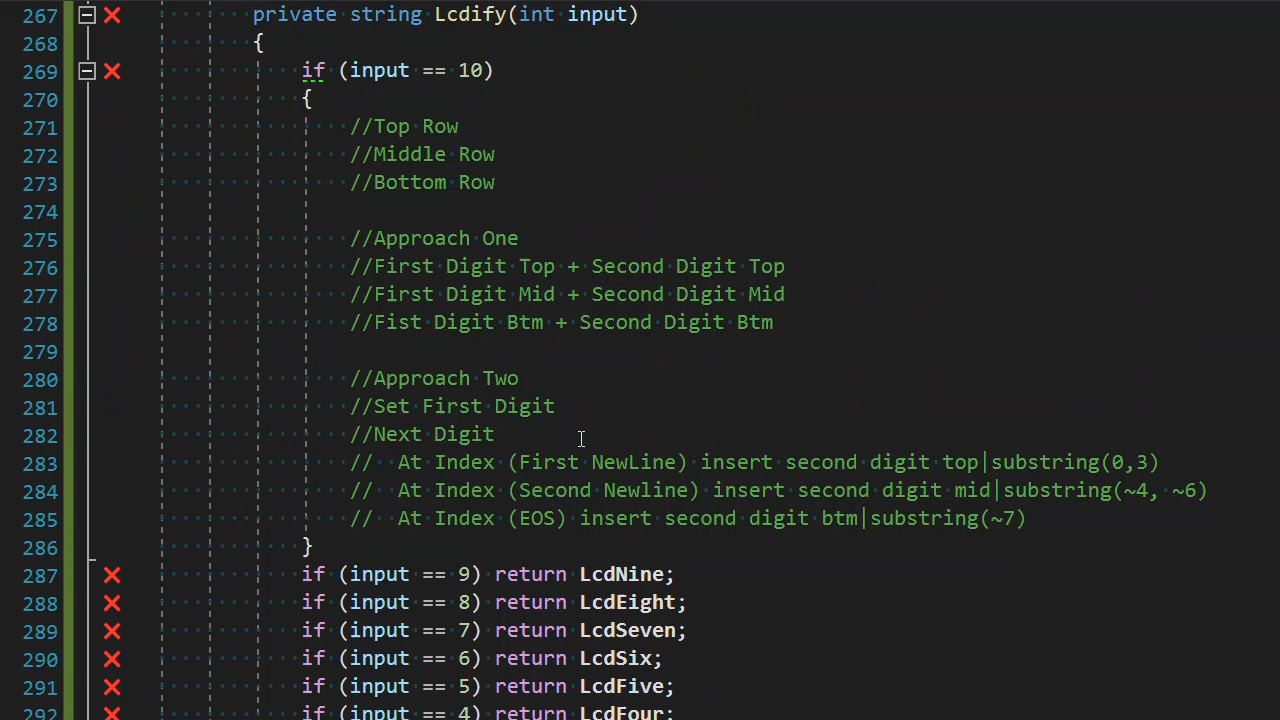 267 private string Lcdify(int input)
268 {
269 if (input == 10)
270 {
271 //Top Row
272 //Middle Row
273 //Bottom Row
274
275 //Approach One
276 //First Digit Top + Second Digit Top
277 //First Digit Mid + Second Digit Mid
278 //Fist Digit Btm + Second Digit Btm
279
280 //Approach Two
281 //Set First Digit
282 //Next Digit
283 //  At Index (First NewLine) insert second digit top|substring(0,3)
284 //  At Index (Second Newline) insert second digit mid|substring(~4, ~6)
285 //  At Index (EOS) insert second digit btm|substring(~7)
286 }
287 if (input == 9) return LcdNine;
288 if (input == 8) return LcdEight;
289 if (input == 7) return LcdSeven;
290 if (input == 6) return LcdSix;
291 if (input == 5) return LcdFive;
292 if (input == 4) return LcdFour;